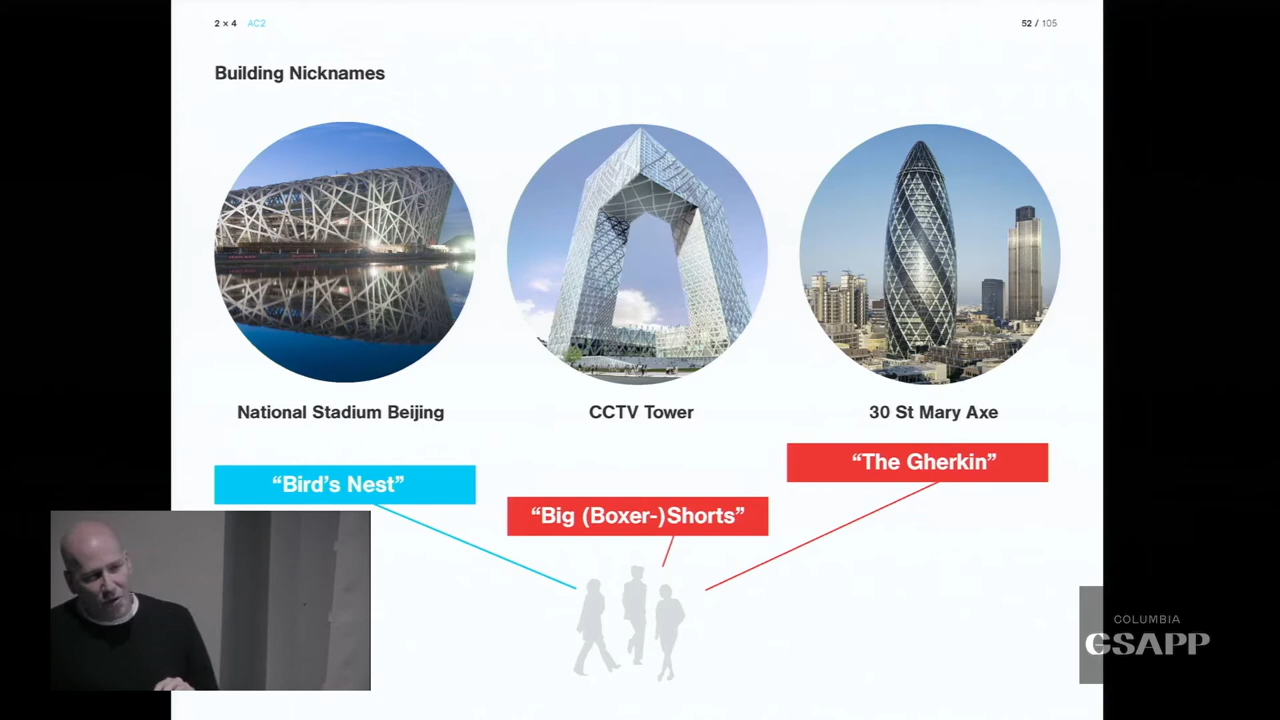 2 × 4 AC2
52 / 105
Building Nicknames
National Stadium Beijing
CCTV Tower
30 St Mary Axe
“Bird’s Nest”
“Big (Boxer-)Shorts”
“The Gherkin”
COLUMBIA
GSAPP